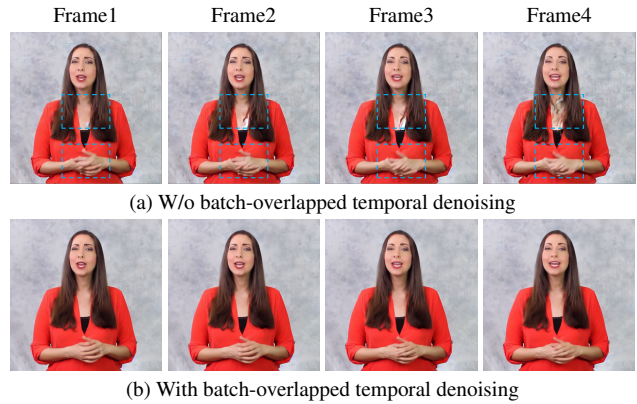 Frame1 Frame2 Frame3 Frame4
(a) W/o batch-overlapped temporal denoising
(b) With batch-overlapped temporal denoising